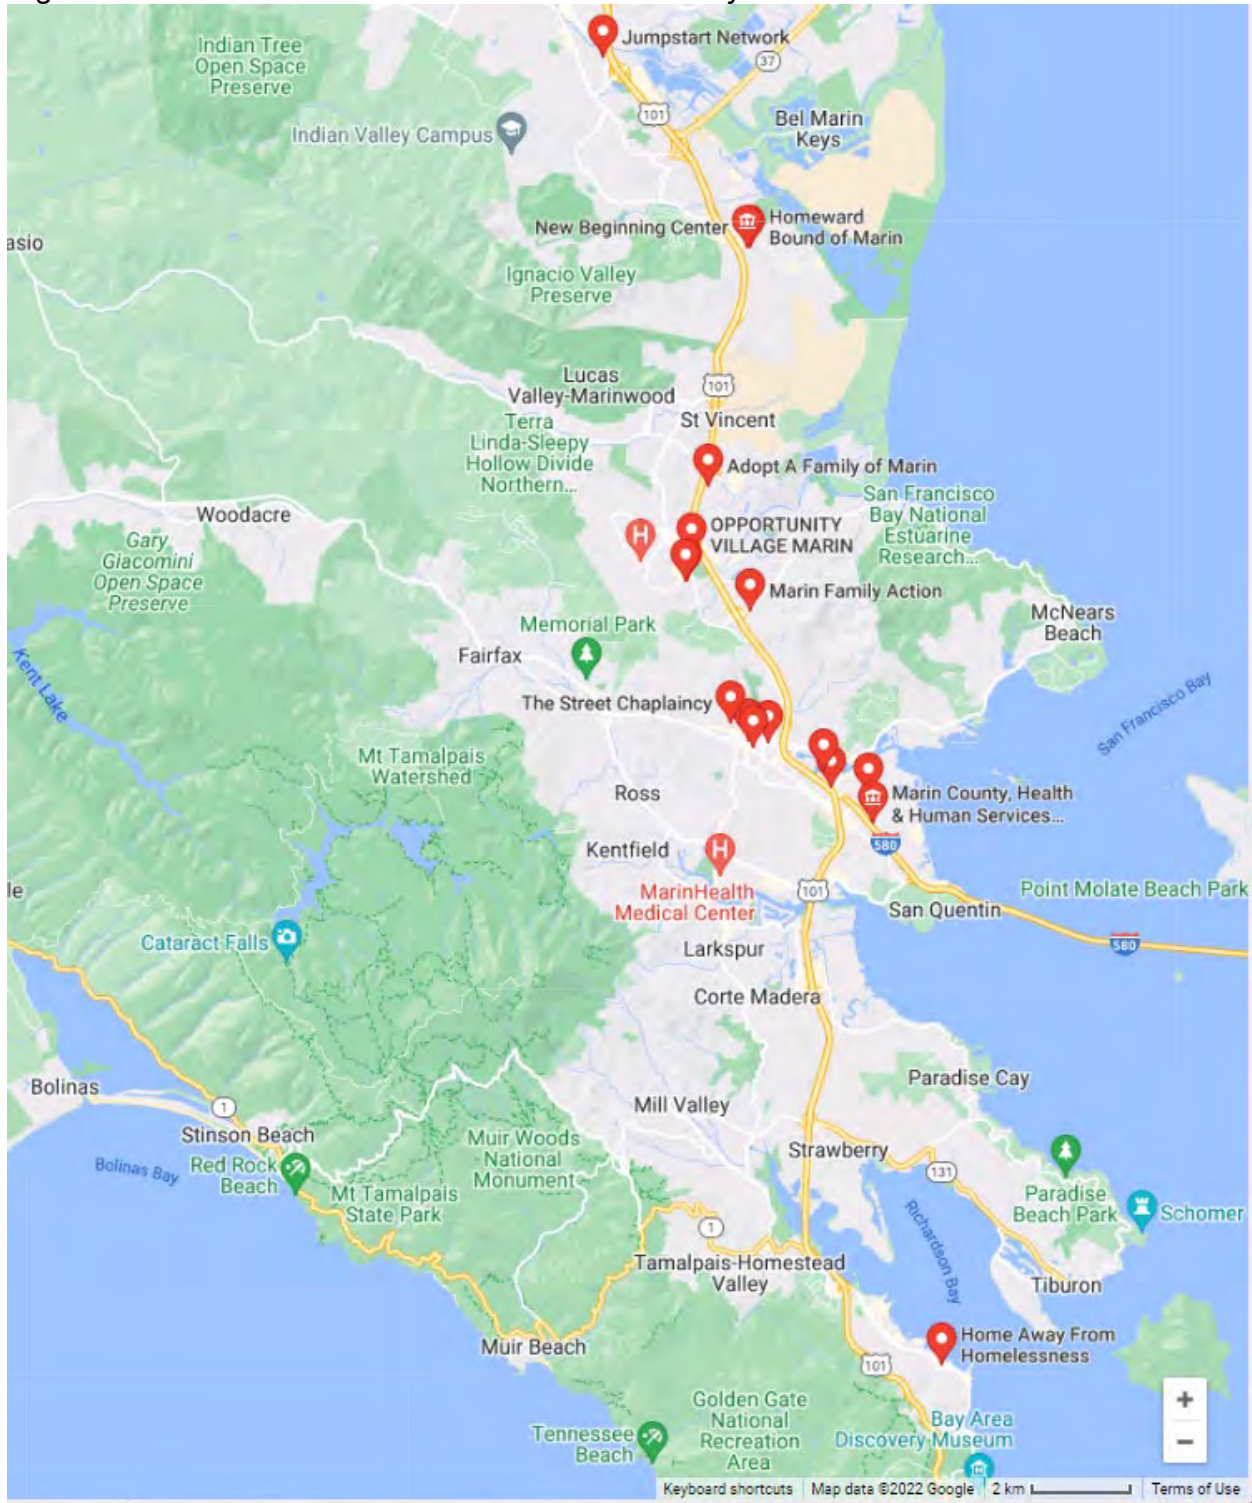 Jumpstart Network
Indian Tree
Open Space
Preserve
37
101
Indian Valley Campus
Bel Marin
Keys
New Beginning Center
Homeward
Bound of Marin
asio
Ignacio Valley
Preserve
Lucas
Valley-Marinwood
101
St Vincent
Terra
Linda-Sleepy
Hollow Divide
Northern...
Adopt A Family of Marin
San Francisco
Bay National
Estuarine
Research...
Woodacre
OPPORTUNITY
VILLAGE MARIN
H
Gary
Giacomini
Open Space
Preserve
Marin Family Action
McNears
Beach
Memorial Park
Fairfax
Kent Lake
The Street Chaplaincy
San Francisco Bay
Mt Tamalpais
Watershed
Ross
Marin County, Health
& Human Services...
Kentfield
H
580
MarinHealth
Medical Center
101
Point Molate Beach Park
le
San Quentin
580
Cataract Falls
Larkspur
Corte Madera
Bolinas
Paradise Cay
1
Mill Valley
Stinson Beach
Muir Woods
National
Monument
Strawberry
Bolinas Bay
Red Rock
Beach
131
Mt Tamalpais
State Park
Paradise
Beach Park
Schomer
1
Richardson Bay
Tamalpais-Homestead
Valley
Tiburon
Muir Beach
Home Away From
Homelessness
101
+
Golden Gate
National
Recreation
Area
Bay Area
Discovery Museum
Tennessee
Beach
−
Keyboard shortcuts
Map data ©2022 Google
2 km
Terms of Use